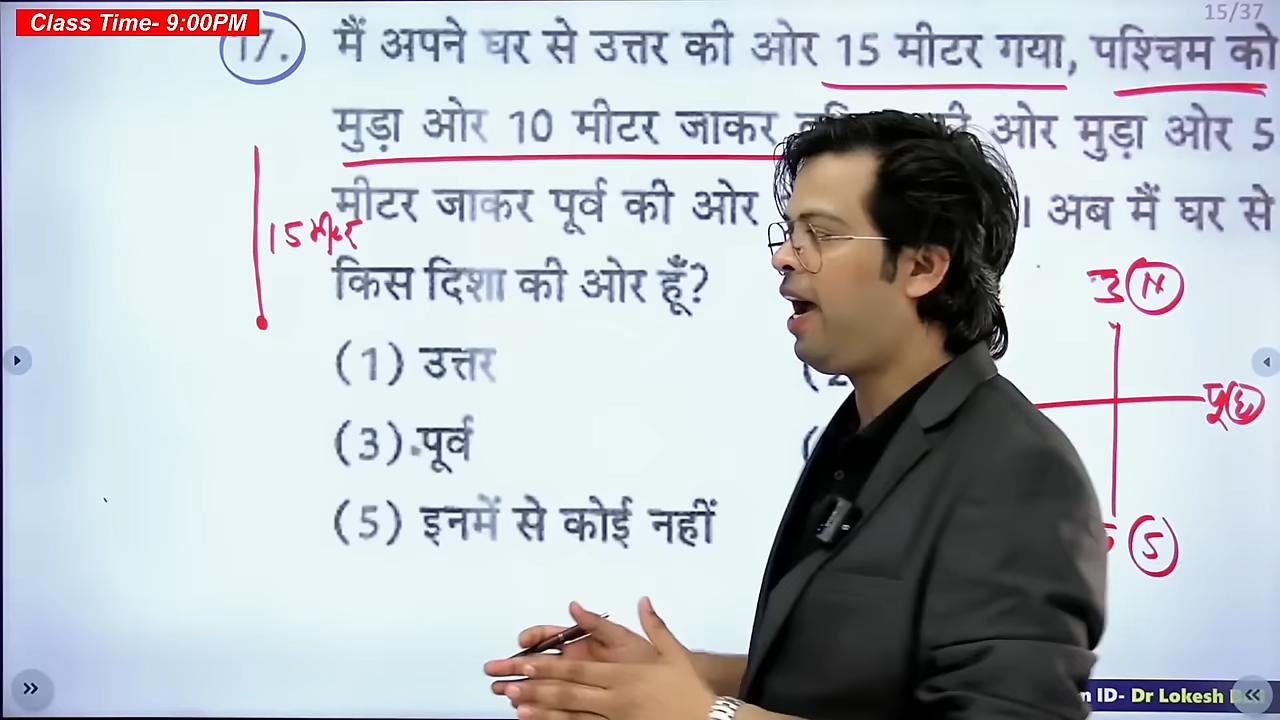 Class Time- 9:00PM
15/37
17. मैं अपने घर से उत्तर की ओर 15 मीटर गया, पश्चिम को
मुड़ा ओर 10 मीटर जाकर की ओर मुड़ा ओर 5
मीटर जाकर पूर्व की ओर । अब मैं घर से
किस दिशा की ओर हूँ?
(1) उत्तर
(3) पूर्व
(5) इनमें से कोई नहीं
15 मीटर
उ N
पू E
S
ID- Dr Lokesh